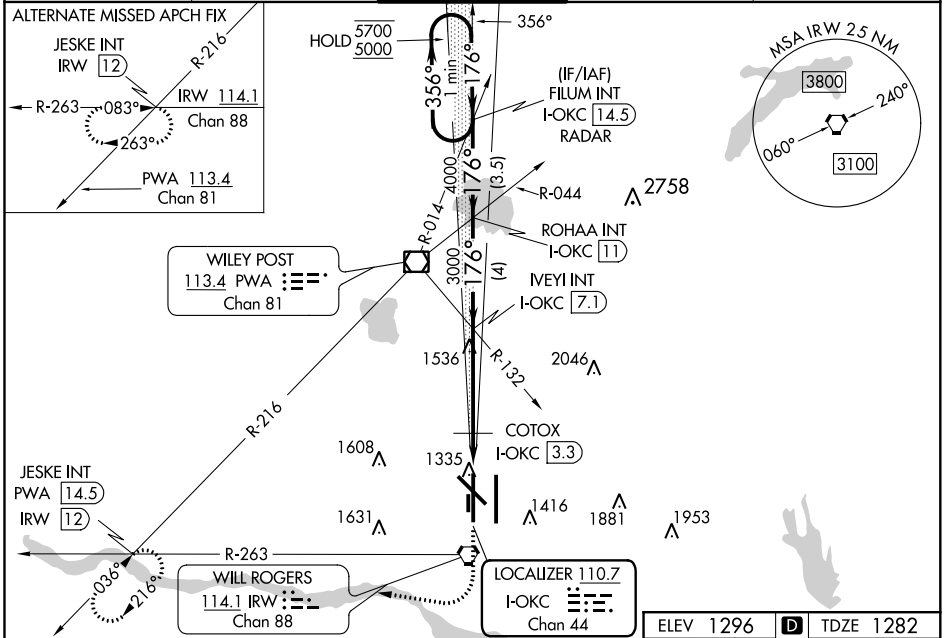 ALTERNATE MISSED APCH FIX
JESKE INT
IRW 12
R-216
R-263
083°
IRW 114.1
Chan 88
263°
PWA 113.4
Chan 81
HOLD 5700
5000
356°
356°
1 min
176°
(IF/IAF)
FILUM INT
I-OKC 14.5
RADAR
MSA IRW 25 NM
3800
240°
060°
3100
4000
176°
(3.5)
R-014
R-044
2758
ROHAA INT
I-OKC 11
WILEY POST
113.4 PWA
Chan 81
3000
176°
(4)
IVEYI INT
I-OKC 7.1
1536
R-132
2046
R-216
COTOX
I-OKC 3.3
1608
1335
JESKE INT
PWA 14.5
IRW 12
1631
1416
1881
1953
R-263
036°
216°
WILL ROGERS
114.1 IRW
Chan 88
LOCALIZER 110.7
I-OKC
Chan 44
ELEV 1296 D TDZE 1282